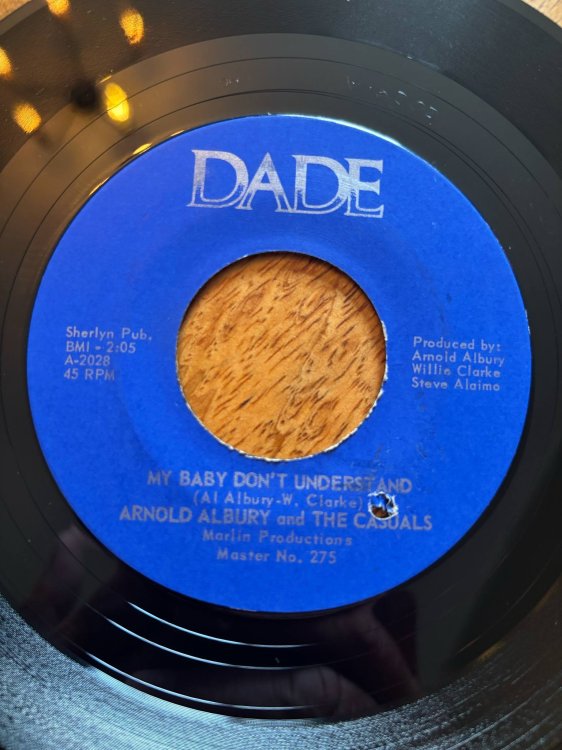 DADE
Sherlyn Pub.
BMI - 2:05
A-2028
45 RPM
Produced by:
Arnold Albury
Willie Clarke
Steve Alaimo
MY BABY DON'T UNDERSTAND
(Al Albury-W. Clarke)
ARNOLD ALBURY and THE CASUALS
Marlin Productions
Master No. 275